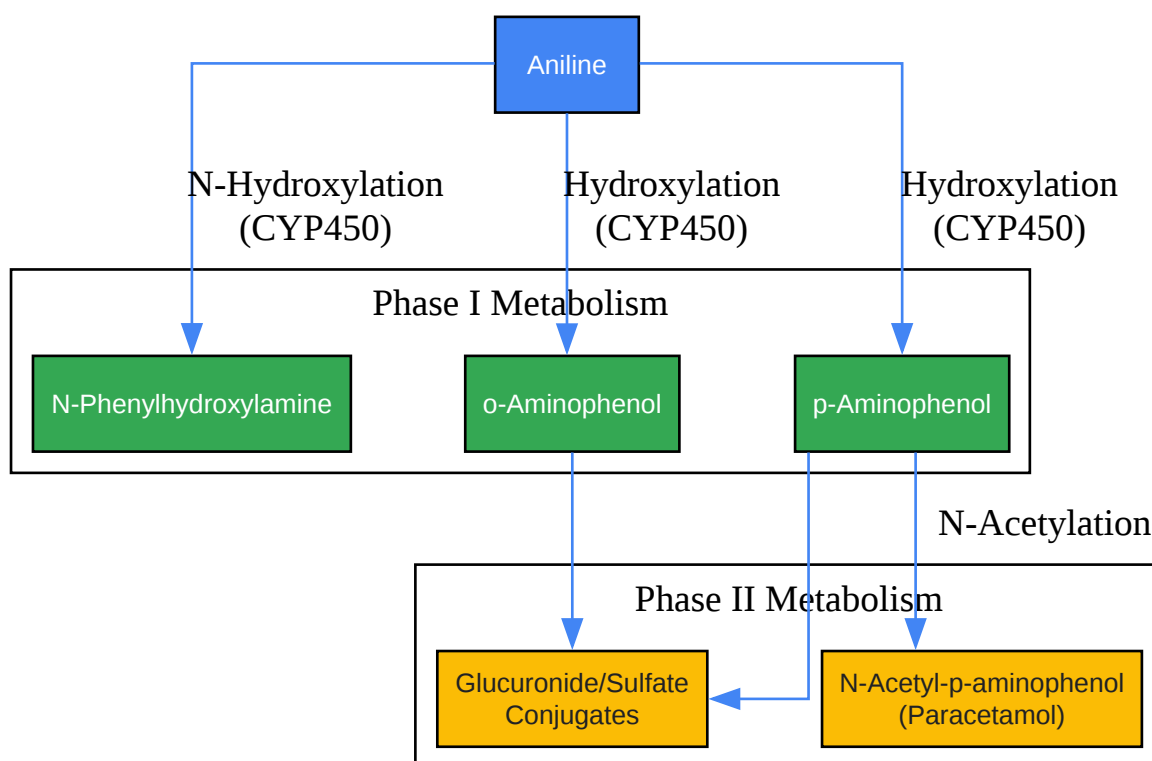 Aniline
N-Hydroxylation
(CYP450)
Hydroxylation
(CYP450)
Hydroxylation
(CYP450)
Phase I Metabolism
N-Phenylhydroxylamine
o-Aminophenol
p-Aminophenol
N-Acetylation
Phase II Metabolism
Glucuronide/Sulfate
Conjugates
N-Acetyl-p-aminophenol
(Paracetamol)